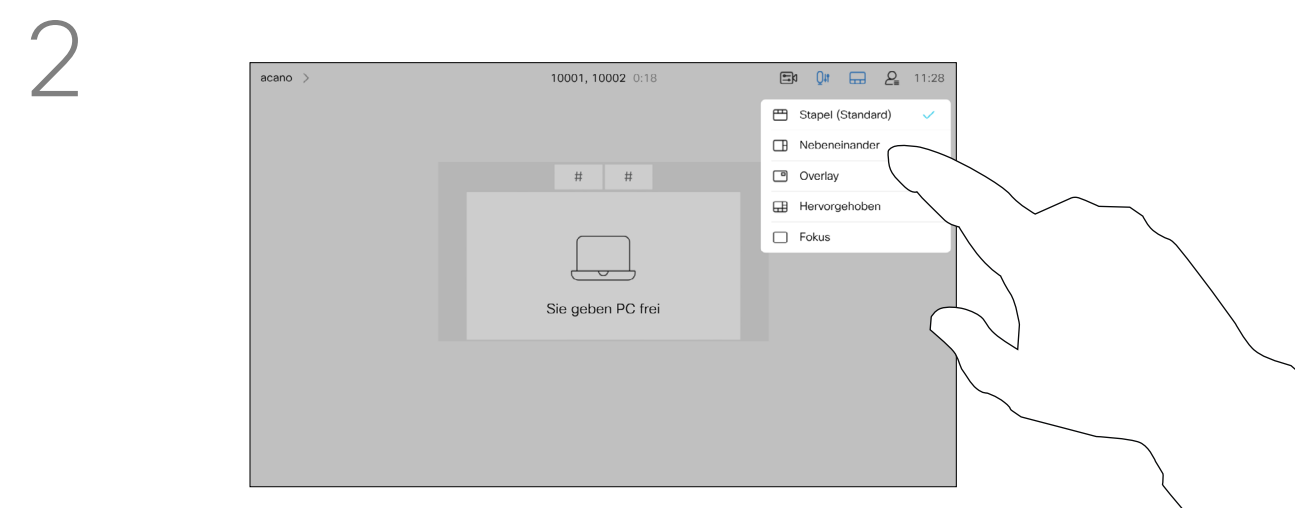 2
acano >
10001, 10002 0:18
11:28
Stapel (Standard)
Nebeneinander
Overlay
Hervorgehoben
Fokus
# #
Sie geben PC frei